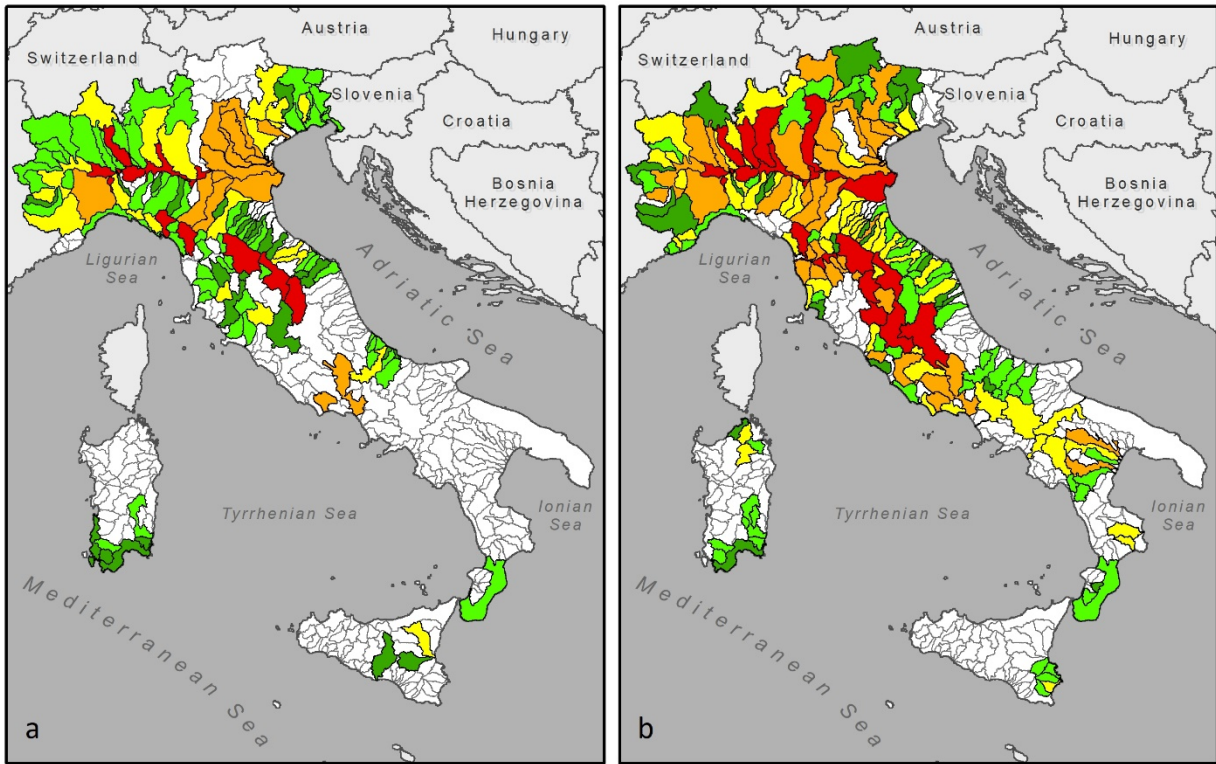 Austria
Hungary
Switzerland
Slovenia
Croatia
Bosnia
Herzegovina
Ligurian
Sea
Adriatic Sea
Tyrrhenian Sea
Ionian
Sea
Mediterranean Sea
a
Austria
Hungary
Switzerland
Slovenia
Croatia
Bosnia
Herzegovina
Ligurian
Sea
Adriatic Sea
Tyrrhenian Sea
Ionian
Sea
Mediterranean Sea
b